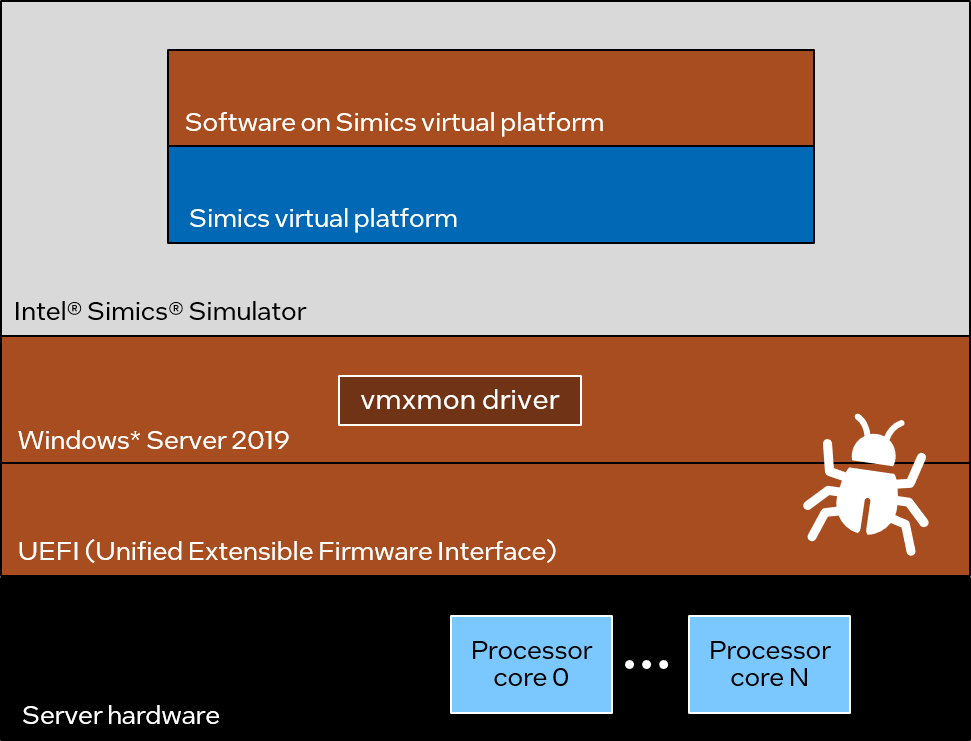 Software on Simics virtual platform
Simics virtual platform
Intel® Simics® Simulator
vmxmon driver
Windows* Server 2019
UEFI (Unified Extensible Firmware Interface)
Processor
core 0
Processor
core N
Server hardware